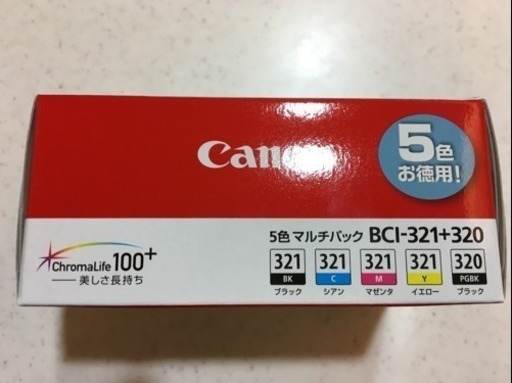 Canon
5色
お徳用!
5色 マルチパック BCI-321+320
ChromaLife 100+
美しさ長持ち
321 321 321 321 320
BK C M Y PGBK
ブラック シアン マゼンタ イエロー ブラック